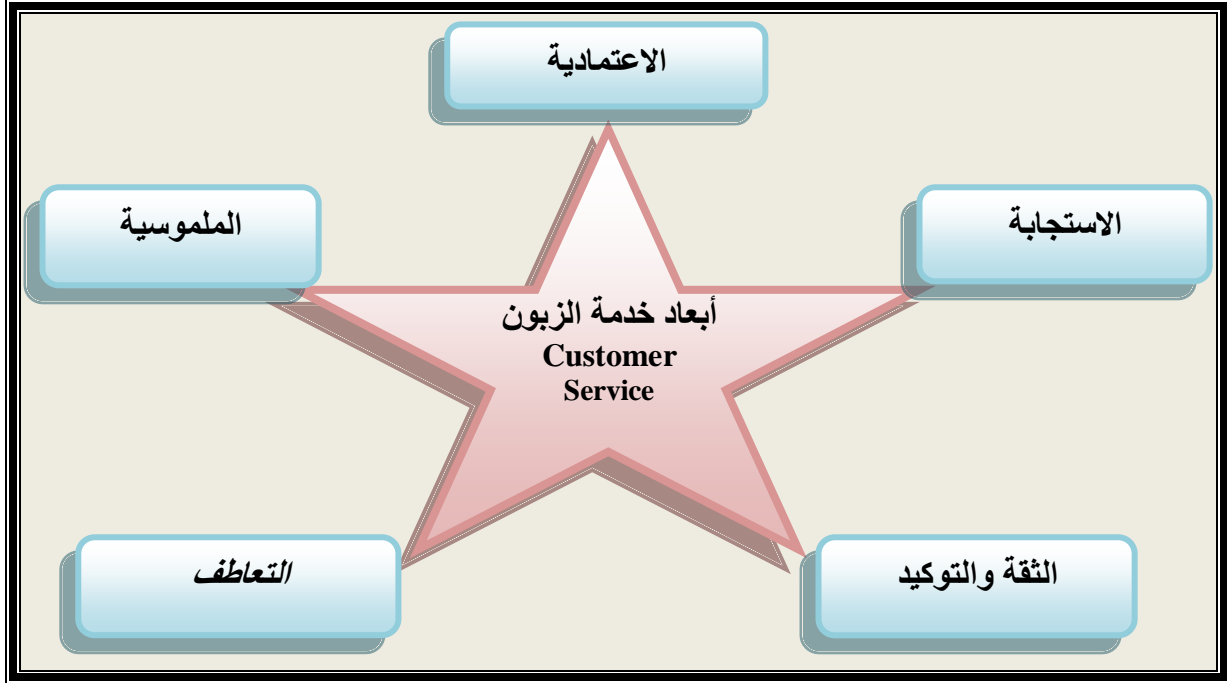 الاعتمادية
الملموسية
الاستجابة
أبعاد خدمة الزبون
Customer
Service
التعاطف
الثقة والتوكيد